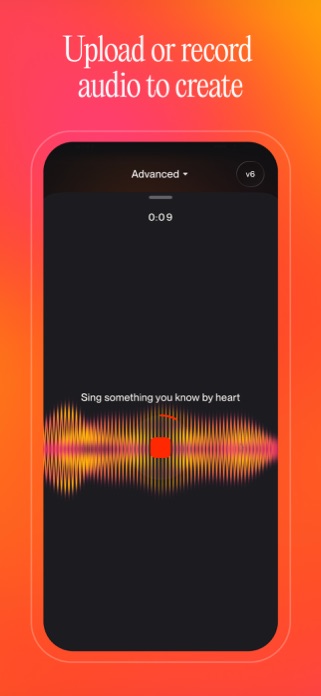 Upload or record
audio to create
Advanced
v6
0:09
Sing something you know by heart